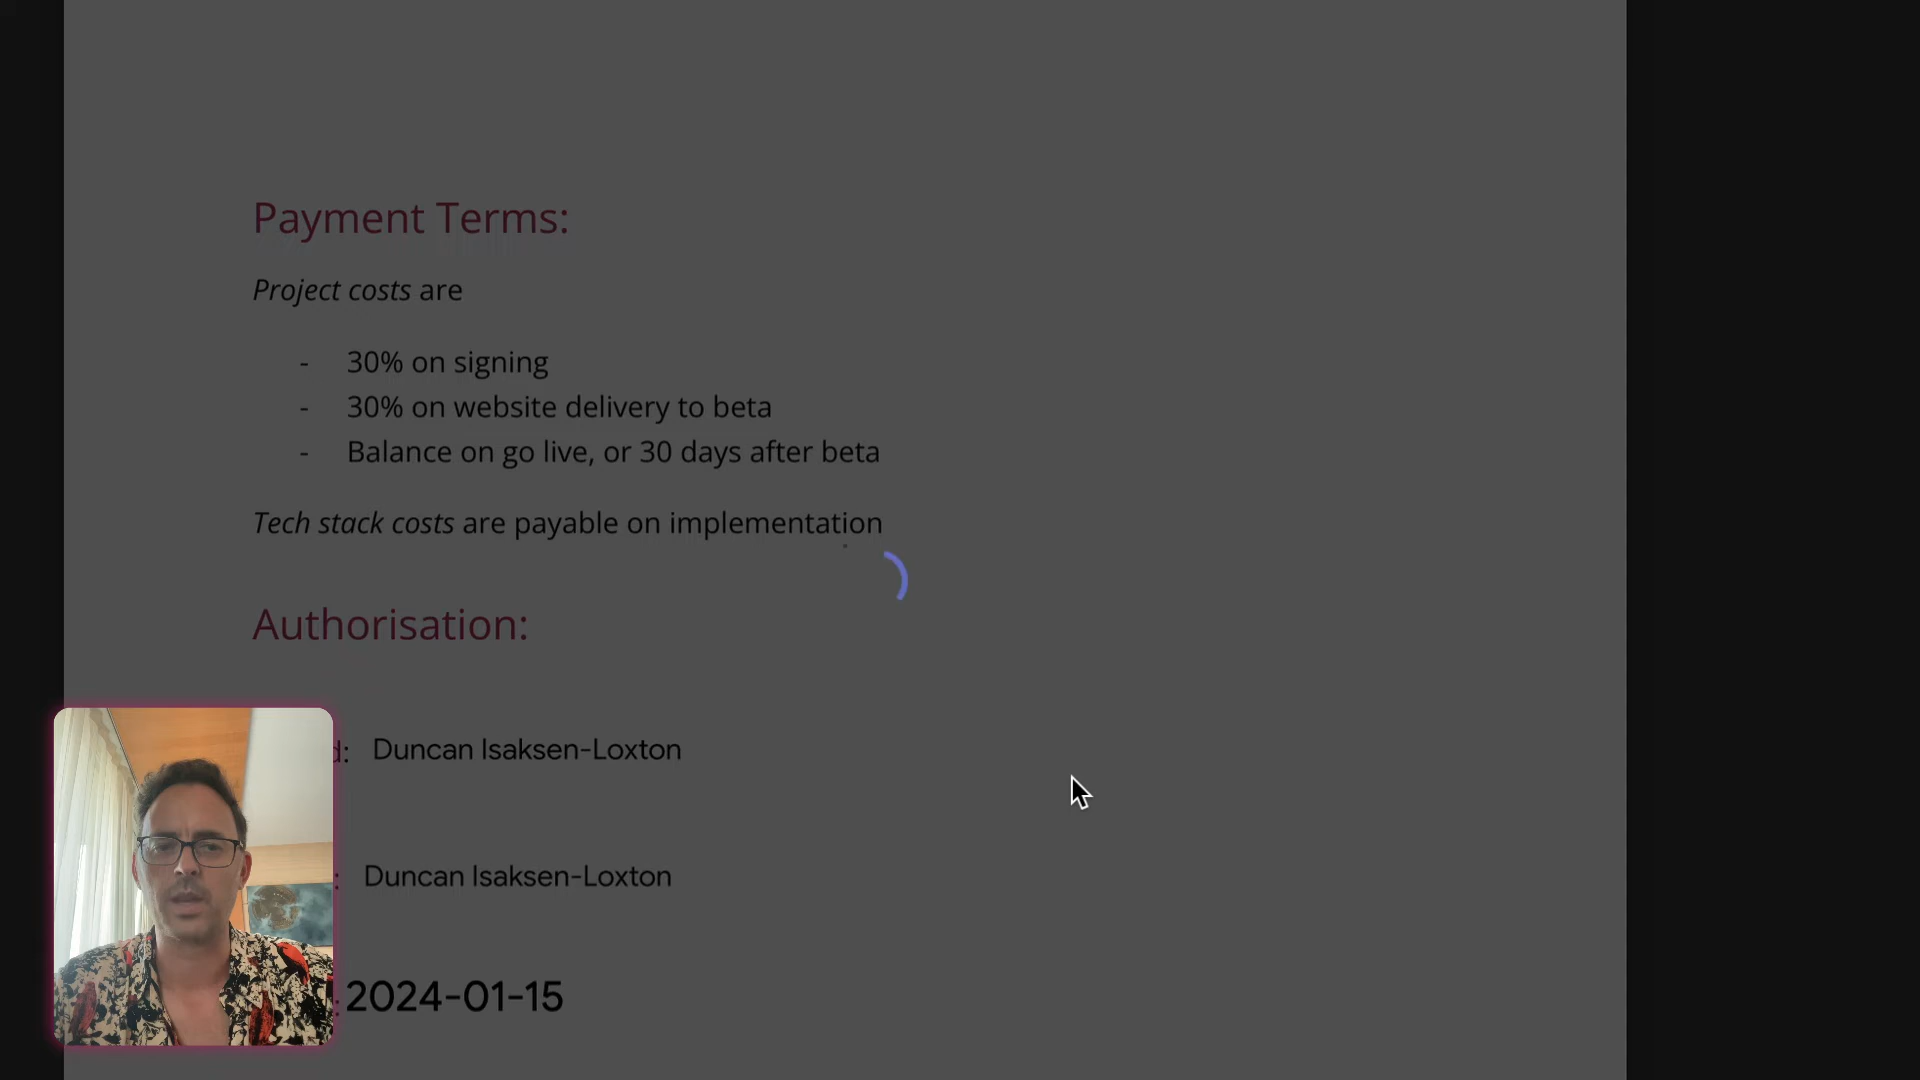 Payment Terms:
Project costs are
- 30% on signing
- 30% on website delivery to beta
- Balance on go live, or 30 days after beta
Tech stack costs are payable on implementation
Authorisation:
d: Duncan Isaksen-Loxton
: Duncan Isaksen-Loxton
: 2024-01-15